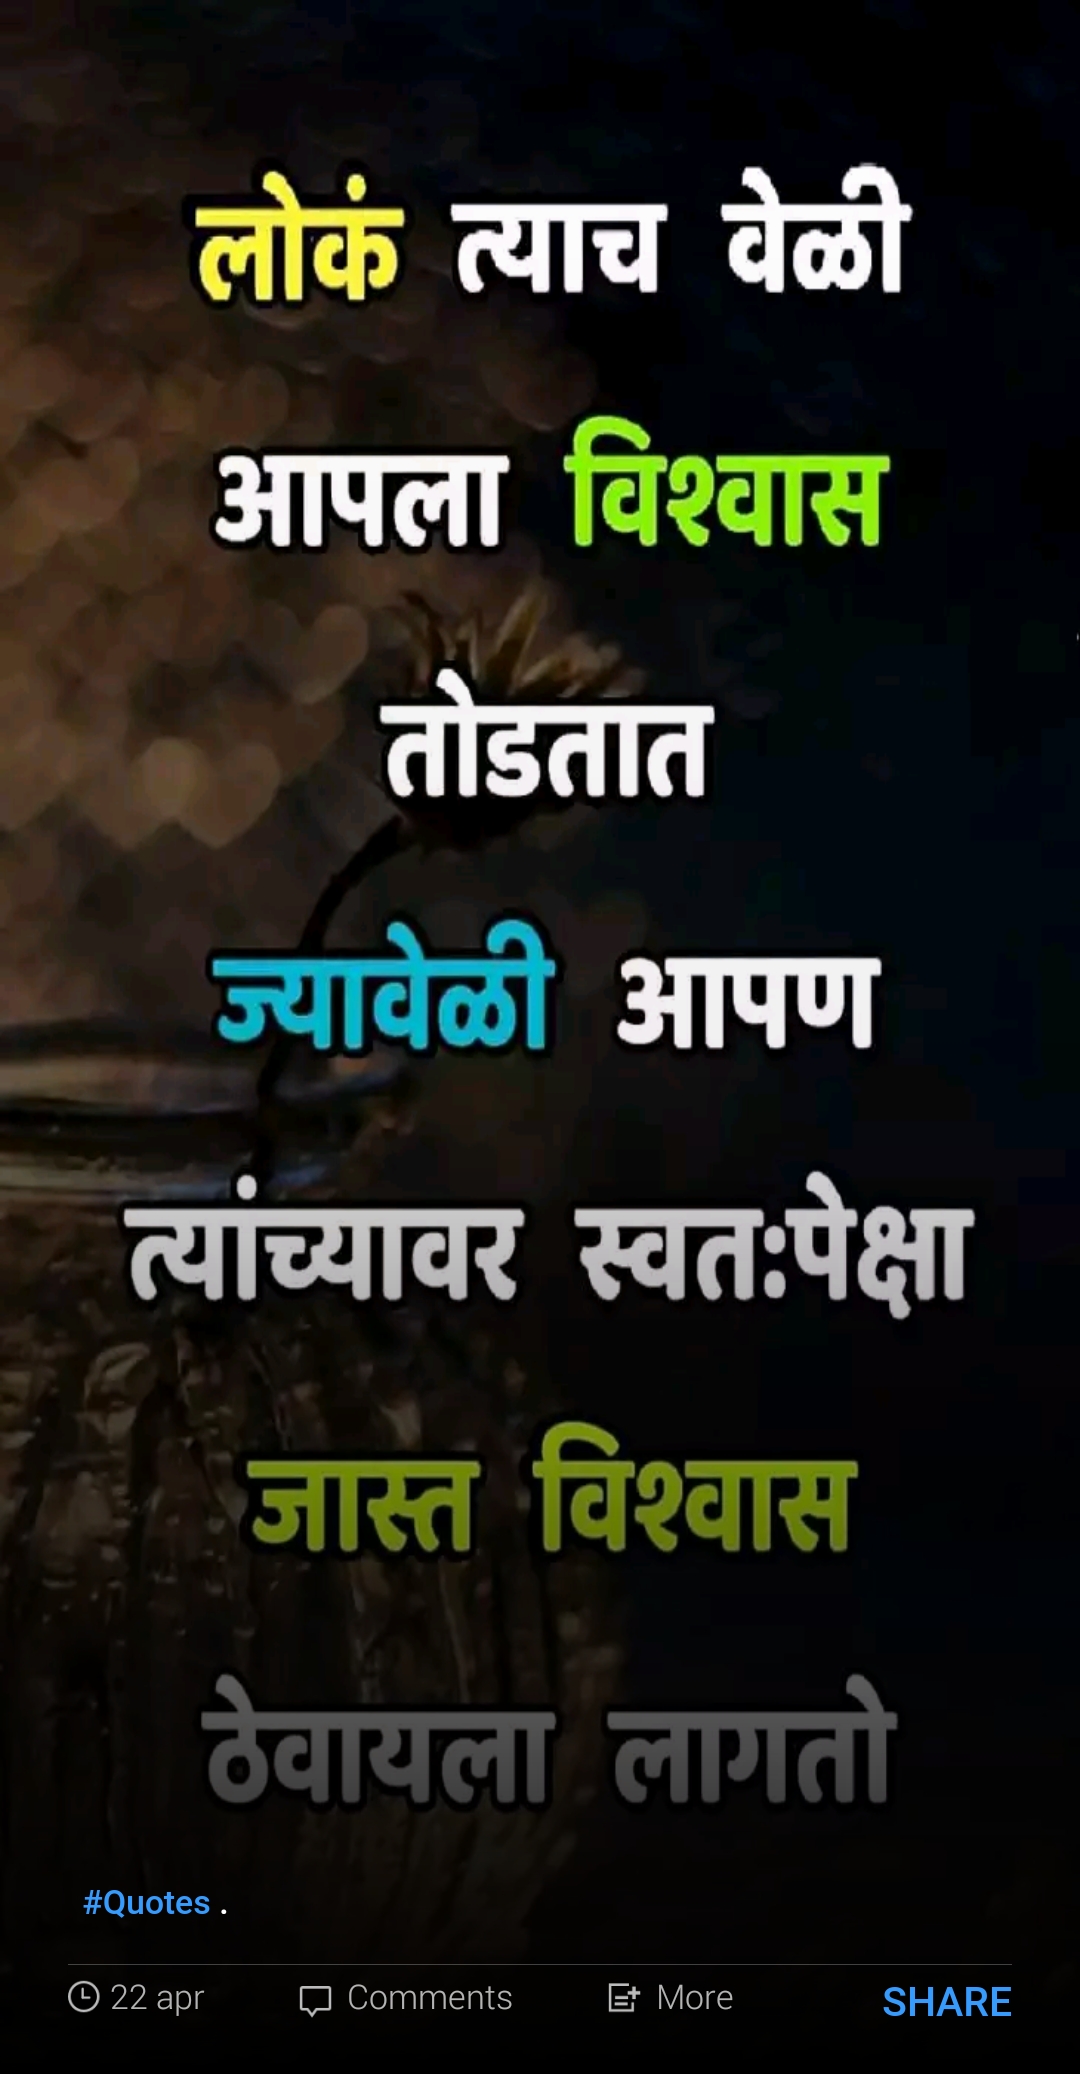 लोकं त्याच वेळी
आपला विश्वास
तोडतात
ज्यावेळी आपण
त्यांच्यावर स्वत:पेक्षा
जास्त विश्वास
ठेवायला लागतो
#Quotes .
22 apr Comments More SHARE